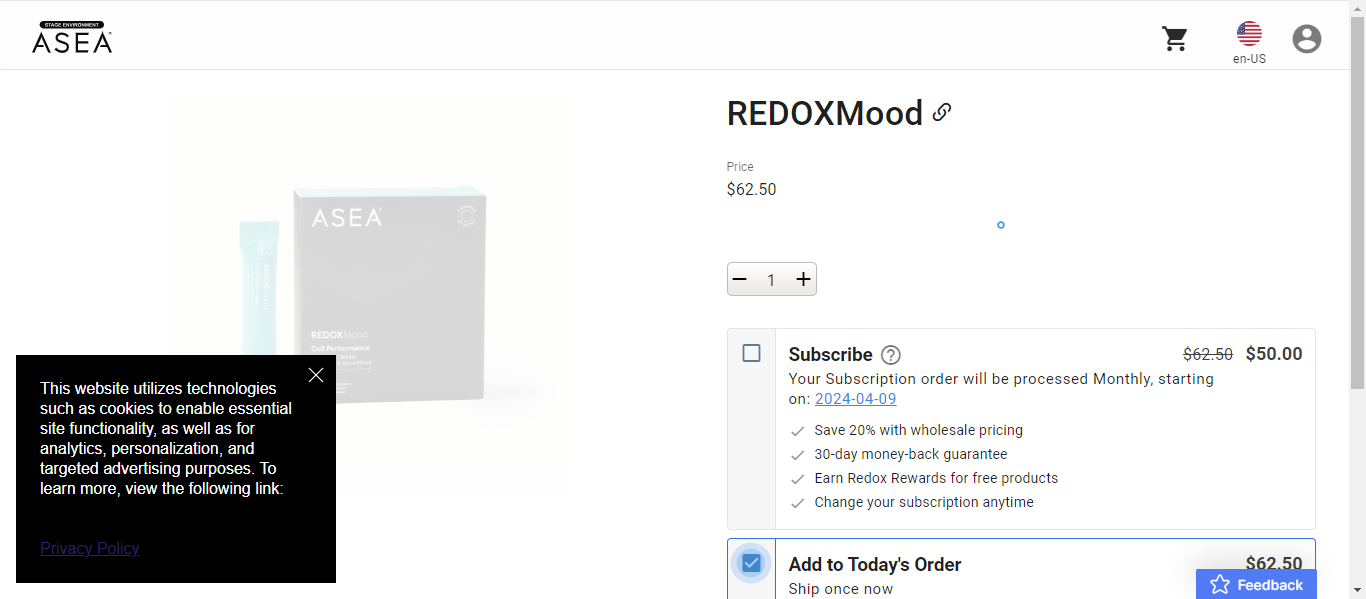 STAGE ENVIRONMENT
ASEA
en-US
REDOXMood
Price
$62.50
1
ASEA
REDOXMood
Cell Performance
Subscribe
$62.50 $50.00
Your Subscription order will be processed Monthly, starting
on: 2024-04-09
Save 20% with wholesale pricing
30-day money-back guarantee
Earn Redox Rewards for free products
Change your subscription anytime
Add to Today's Order
$62.50
Ship once now
Feedback
This website utilizes technologies
such as cookies to enable essential
site functionality, as well as for
analytics, personalization, and
targeted advertising purposes. To
learn more, view the following link:
Privacy Policy